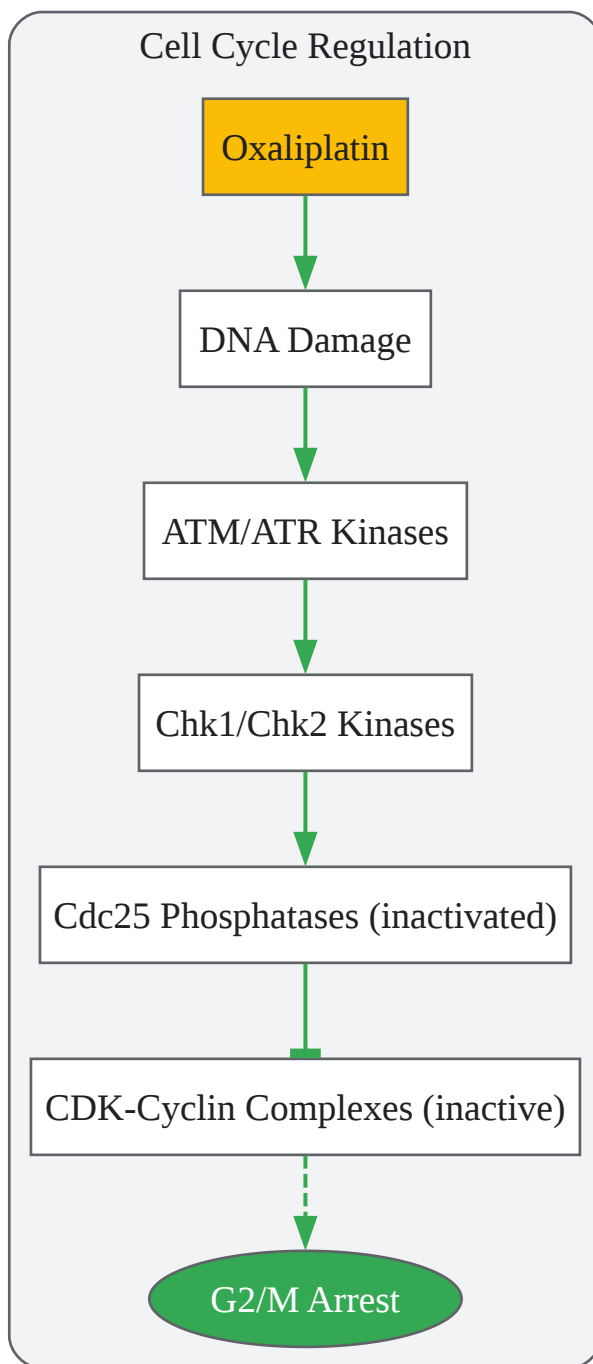 Cell Cycle Regulation
Oxaliplatin
DNA Damage
ATM/ATR Kinases
Chk1/Chk2 Kinases
Cdc25 Phosphatases (inactivated)
CDK-Cyclin Complexes (inactive)
G2/M Arrest